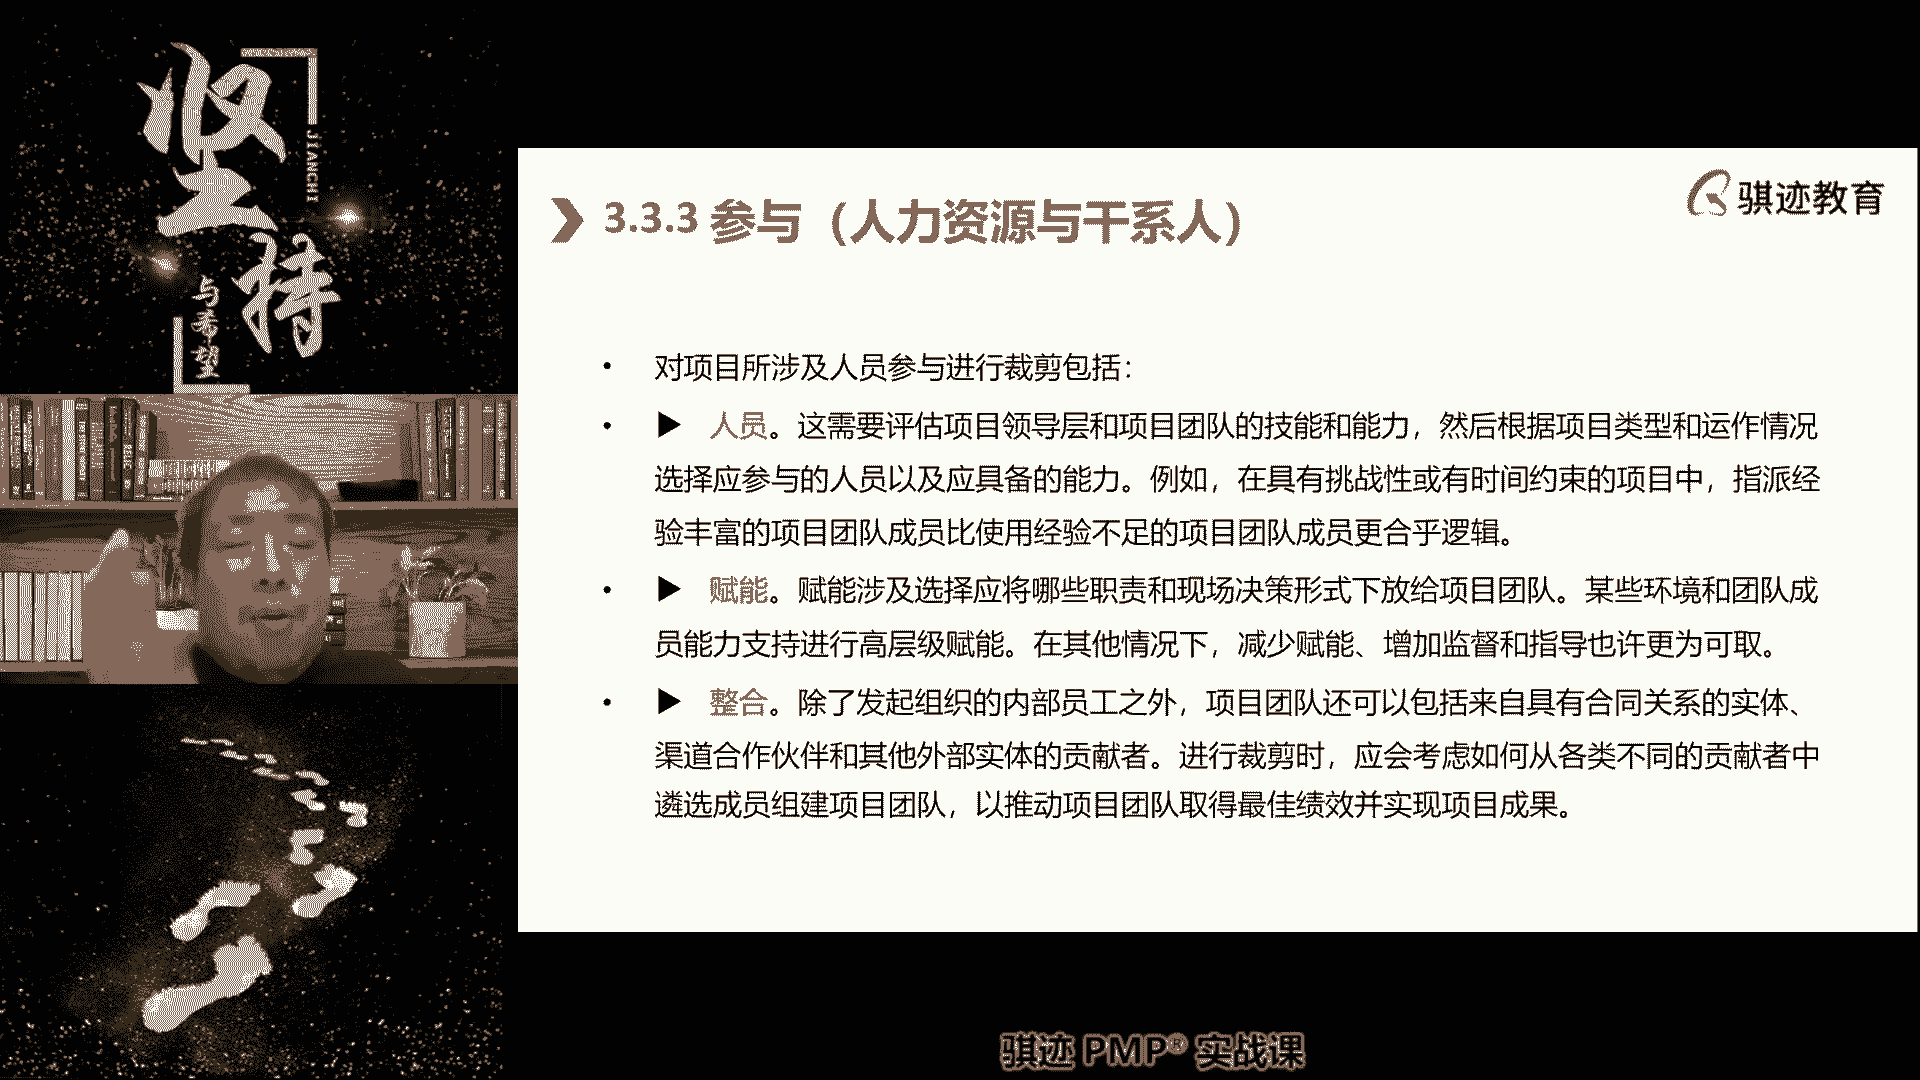 坚持
JIANCHI
与希望
骐迹教育
3.3.3 参与（人力资源与干系人）
• 对项目所涉及人员参与进行裁剪包括：
• ▶ 人员。这需要评估项目领导层和项目团队的技能和能力，然后根据项目类型和运作情况
选择应参与的人员以及应具备的能力。例如，在具有挑战性或有时间约束的项目中，指派经
验丰富的项目团队成员比使用经验不足的项目团队成员更合乎逻辑。
• ▶ 赋能。赋能涉及选择应将哪些职责和现场决策形式下放给项目团队。某些环境和团队成
员能力支持进行高层级赋能。在其他情况下，减少赋能、增加监督和指导也许更为可取。
• ▶ 整合。除了发起组织的内部员工之外，项目团队还可以包括来自具有合同关系的实体、
渠道合作伙伴和其他外部实体的贡献者。进行裁剪时，应会考虑如何从各类不同的贡献者中
遴选成员组建项目团队，以推动项目团队取得最佳绩效并实现项目成果。
骐迹 PMP® 实战课